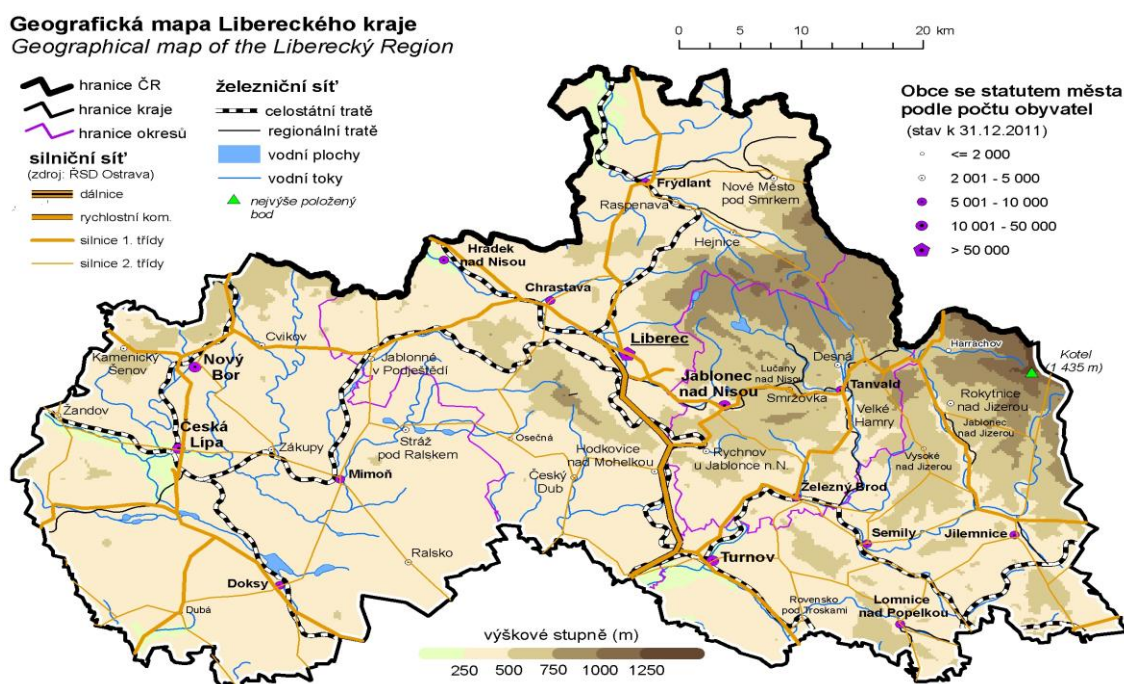 Geografická mapa Libereckého kraje
Geographical map of the Liberecký Region
0 5 10 20 km
hranice ČR
hranice kraje
hranice okresů
silniční síť
(zdroj: ŘSD Ostrava)
dálnice
rychlostní kom.
silnice 1. třídy
silnice 2. třídy
železniční síť
celostátní tratě
regionální tratě
vodní plochy
vodní toky
nejvýše položený
bod
Obce se statutem města
podle počtu obyvatel
(stav k 31.12.2011)
<= 2 000
2 001 - 5 000
5 001 - 10 000
10 001 - 50 000
> 50 000
Frýdlant
Nové Město
pod Smrkem
Raspenava
Hejnice
Hrádek
nad Nisou
Chrastava
Liberec
Cvikov
Kamenický
Šenov
Nový
Bor
Jablonné
v Podještědí
Desná
Lučany
nad Nisou
Harrachov
Kotel
(1 435 m)
Jablonec
nad Nisou
Smržovka
Tanvald
Rokytnice
nad Jizerou
Velké
Hamry
Jablonec
nad Jizerou
Žandov
Česká
Lípa
Zákupy
Stráž
pod Ralskem
Osečná
Hodkovice
nad Mohelkou
Rychnov
u Jablonce n.N.
Vysoké
nad Jizerou
Mimoň
Český
Dub
Železný Brod
Semily
Jilemnice
Turnov
Ralsko
Doksy
Dubá
Rovensko
pod Troskami
Lomnice
nad Popelkou
výškové stupně (m)
250 500 750 1000 1250